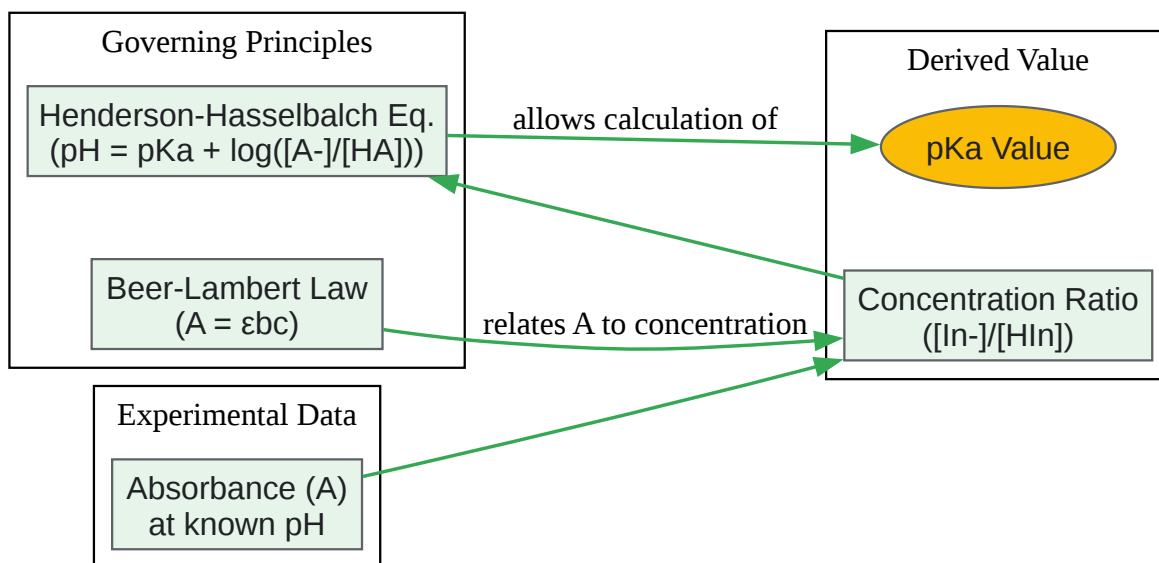 Governing Principles
Henderson-Hasselbalch Eq.
(pH = pKa + log([A-]/[HA]))
Beer-Lambert Law
(A = εbc)
Experimental Data
Absorbance (A)
at known pH
allows calculation of
relates A to concentration
Derived Value
pKa Value
Concentration Ratio
([In-]/[HIn])